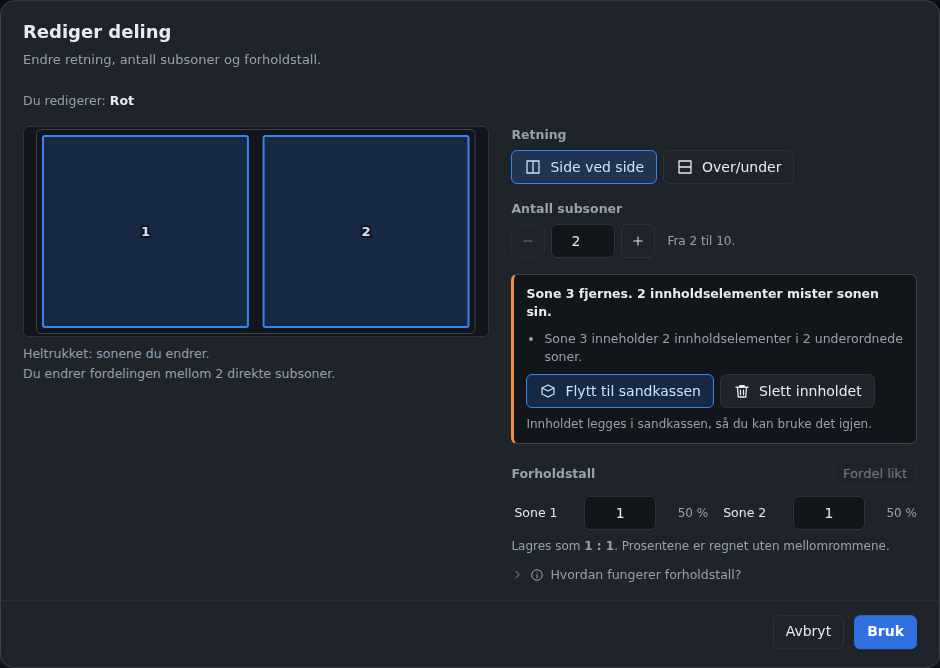 Rediger deling
Endre retning, antall subsoner og forholdstall.
Du redigerer: Rot
1
2
Heltrukket: sonene du endrer.
Du endrer fordelingen mellom 2 direkte subsoner.
Retning
Side ved side
Over/under
Antall subsoner
− 2 + Fra 2 til 10.
Sone 3 fjernes. 2 innholdselementer mister sonen
sin.
• Sone 3 inneholder 2 innholdselementer i 2 underordnede
soner.
Flytt til sandkassen
Slett innholdet
Innholdet legges i sandkassen, så du kan bruke det igjen.
Forholdstall
Fordel likt
Sone 1 1 50 % Sone 2 1 50 %
Lagres som 1 : 1. Prosentene er regnet uten mellomrommene.
Hvordan fungerer forholdstall?
Avbryt
Bruk